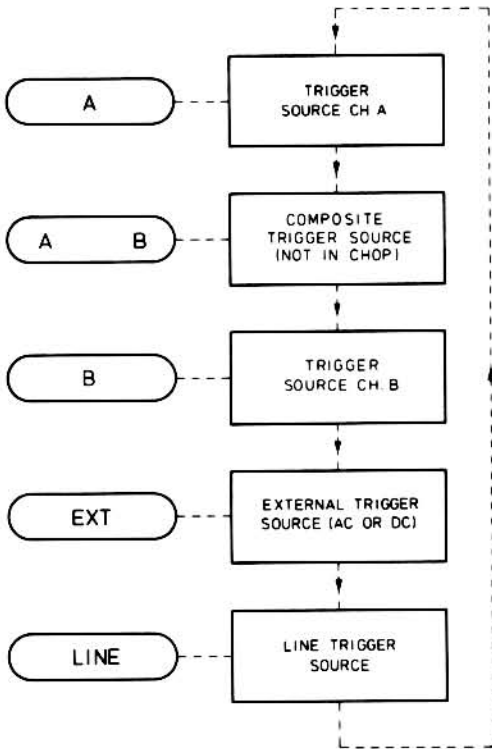 A
TRIGGER
SOURCE CH A
A B
COMPOSITE
TRIGGER SOURCE
(NOT IN CHOP)
B
TRIGGER
SOURCE CH. B
EXT
EXTERNAL TRIGGER
SOURCE (AC OR DC)
LINE
LINE TRIGGER
SOURCE